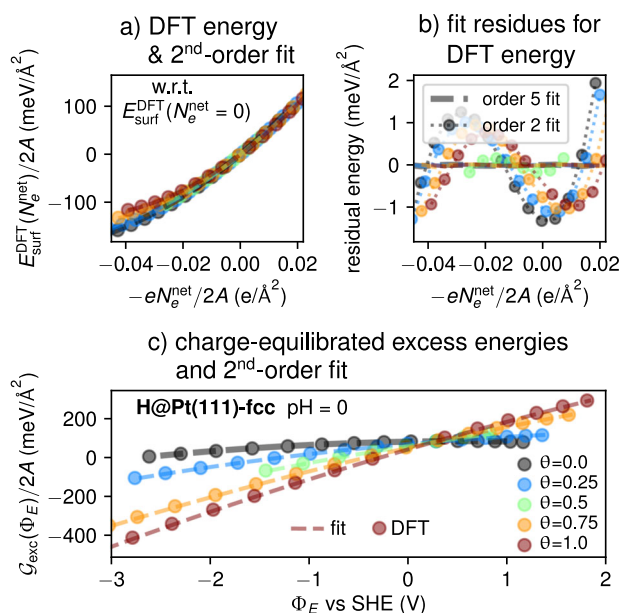 a) DFT energy
& 2nd-order fit
b) fit residues for
DFT energy
w.r.t.
E_surf^DFT(N_e^net = 0)
100
0
−100
E_surf^DFT(N_e^net)/2A (meV/Å²)
−0.04 −0.02 0.00 0.02
−eN_e^net/2A (e/Å²)
order 5 fit
order 2 fit
2
1
0
−1
residual energy (meV/Å²)
−0.04 −0.02 0.00 0.02
−eN_e^net/2A (e/Å²)
c) charge-equilibrated excess energies
and 2nd-order fit
H@Pt(111)-fcc pH = 0
200
0
−200
−400
𝒢_exc(Φ_E)/2A (meV/Å²)
θ=0.0
θ=0.25
θ=0.5
θ=0.75
θ=1.0
fit DFT
−3 −2 −1 0 1 2
Φ_E vs SHE (V)